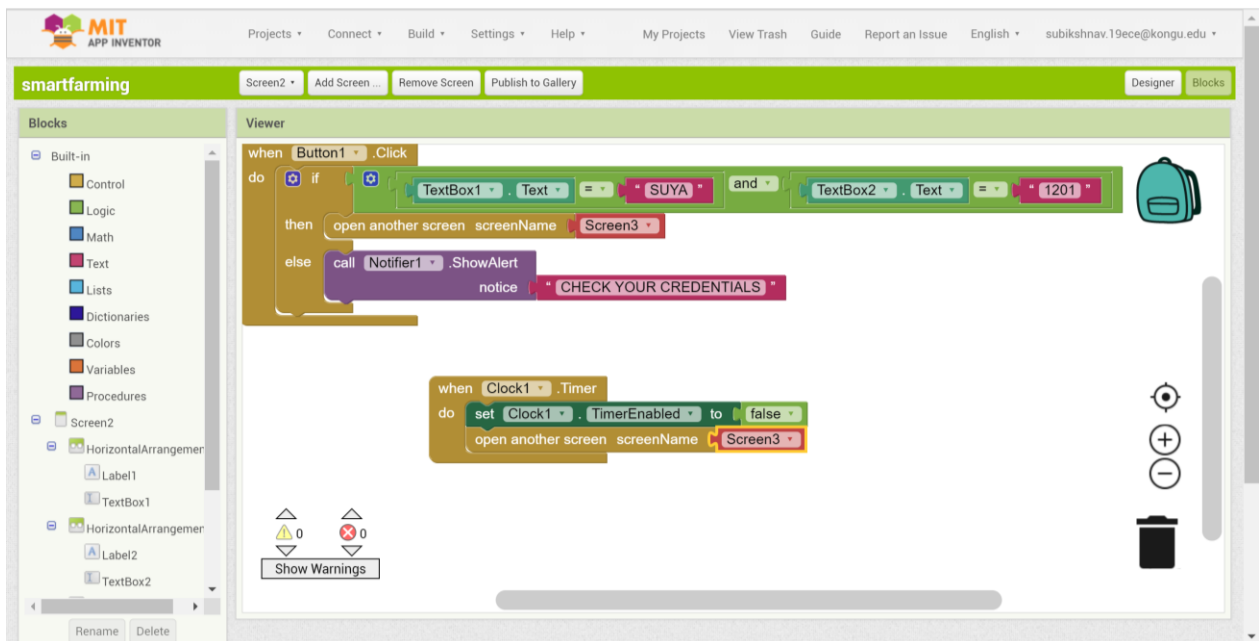 MIT
APP INVENTOR
Projects Connect Build Settings Help My Projects View Trash Guide Report an Issue English subikshnav.19ece@kongu.edu
smartfarming Screen2 Add Screen ... Remove Screen Publish to Gallery Designer Blocks
Blocks
Built-in
Control
Logic
Math
Text
Lists
Dictionaries
Colors
Variables
Procedures
Screen2
HorizontalArrangemer
Label1
TextBox1
HorizontalArrangemer
Label2
TextBox2
Rename Delete
Viewer
when Button1 .Click
do if TextBox1 . Text = " SUYA " and TextBox2 . Text = " 1201 "
then open another screen screenName Screen3
else call Notifier1 .ShowAlert
notice " CHECK YOUR CREDENTIALS "
when Clock1 .Timer
do set Clock1 . TimerEnabled to false
open another screen screenName Screen3
0 0
Show Warnings